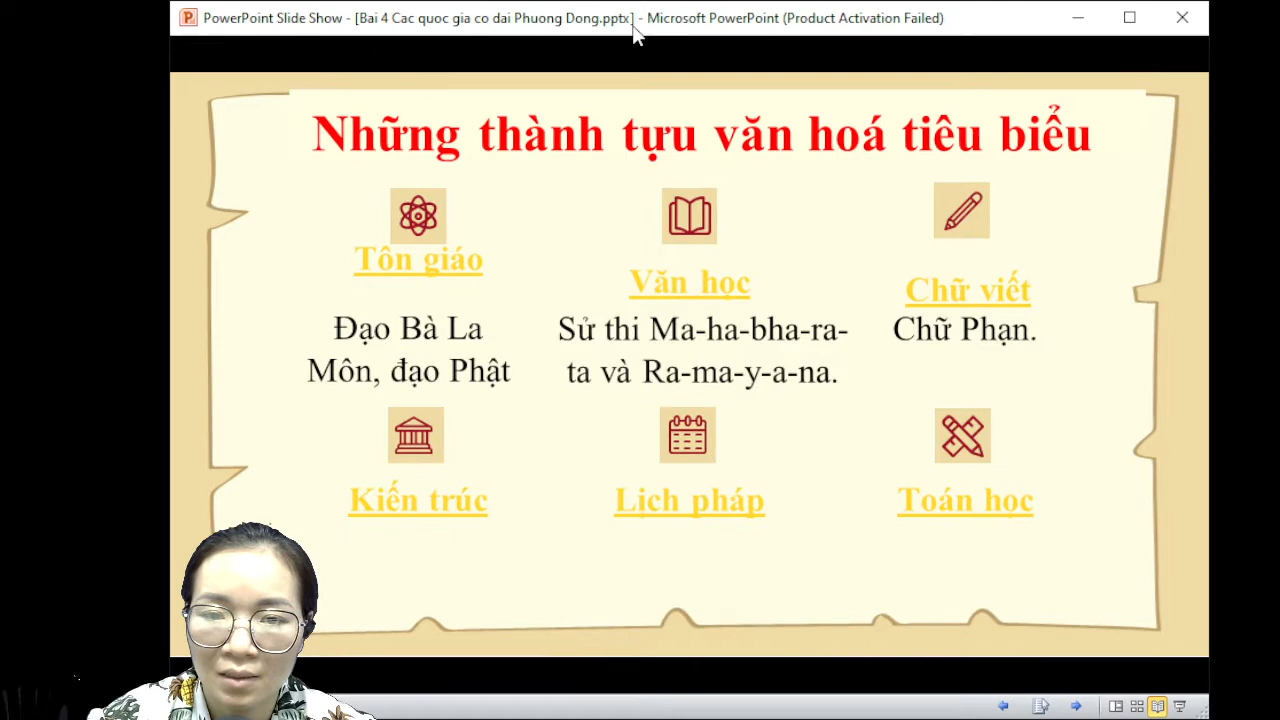 PowerPoint Slide Show - [Bai 4 Cac quoc gia co dai Phuong Dong.pptx] - Microsoft PowerPoint (Product Activation Failed)
Những thành tựu văn hoá tiêu biểu
Tôn giáo
Đạo Bà La
Môn, đạo Phật
Văn học
Sử thi Ma-ha-bha-ra-
ta và Ra-ma-y-a-na.
Chữ viết
Chữ Phạn.
Kiến trúc
Lịch pháp
Toán học